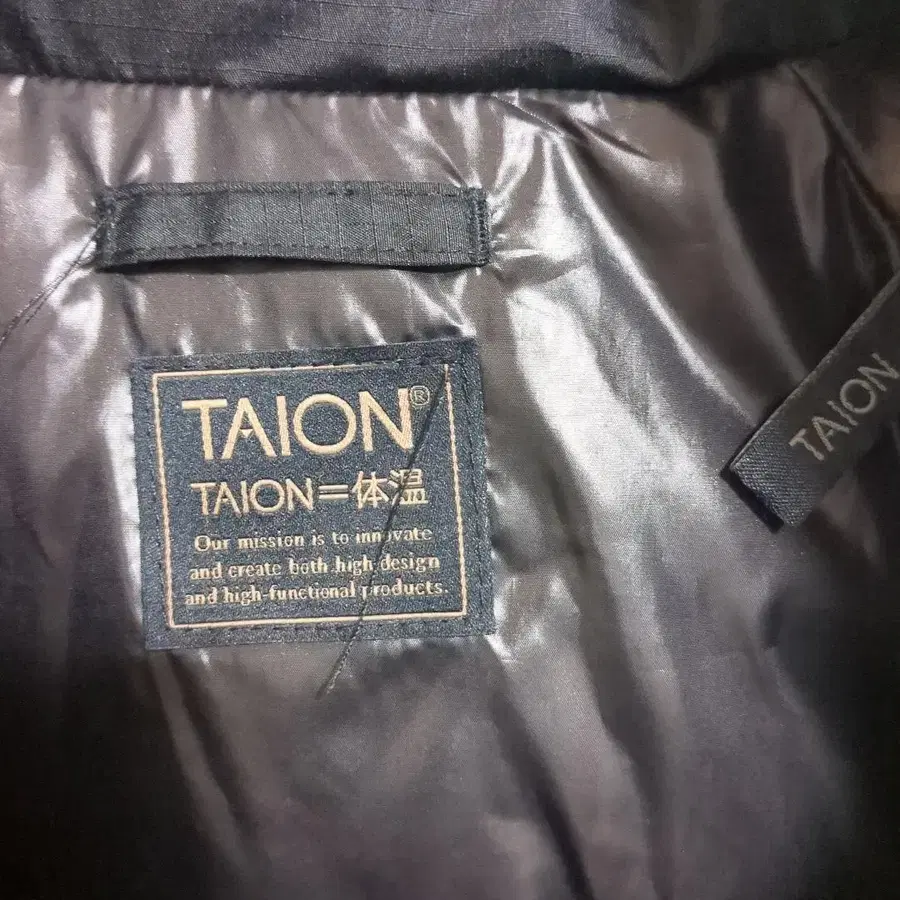 TAION®
TAION=体温
Our mission is to innovate
and create both high design
and high-functional products.
TAION